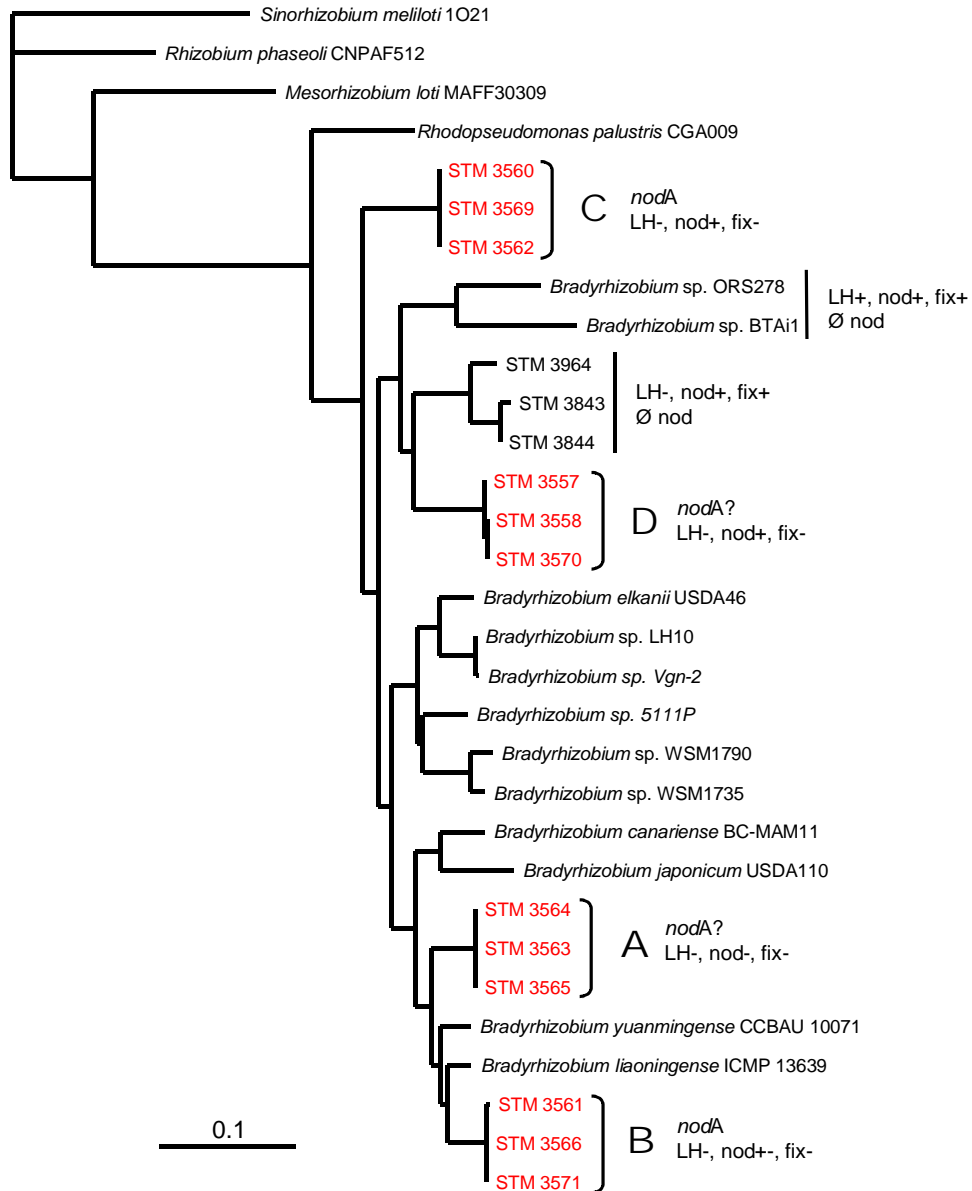 Sinorhizobium meliloti 1O21
Rhizobium phaseoli CNPAF512
Mesorhizobium loti MAFF30309
Rhodopseudomonas palustris CGA009
STM 3560
STM 3569
STM 3562
C
nodA
LH-, nod+, fix-
Bradyrhizobium sp. ORS278
Bradyrhizobium sp. BTAi1
LH+, nod+, fix+
Ø nod
STM 3964
STM 3843
STM 3844
LH-, nod+, fix+
Ø nod
STM 3557
STM 3558
STM 3570
D
nodA?
LH-, nod+, fix-
Bradyrhizobium elkanii USDA46
Bradyrhizobium sp. LH10
Bradyrhizobium sp. Vgn-2
Bradyrhizobium sp. 5111P
Bradyrhizobium sp. WSM1790
Bradyrhizobium sp. WSM1735
Bradyrhizobium canariense BC-MAM11
Bradyrhizobium japonicum USDA110
STM 3564
STM 3563
STM 3565
A
nodA?
LH-, nod-, fix-
Bradyrhizobium yuanmingense CCBAU 10071
Bradyrhizobium liaoningense ICMP 13639
STM 3561
STM 3566
STM 3571
B
nodA
LH-, nod+-, fix-
0.1